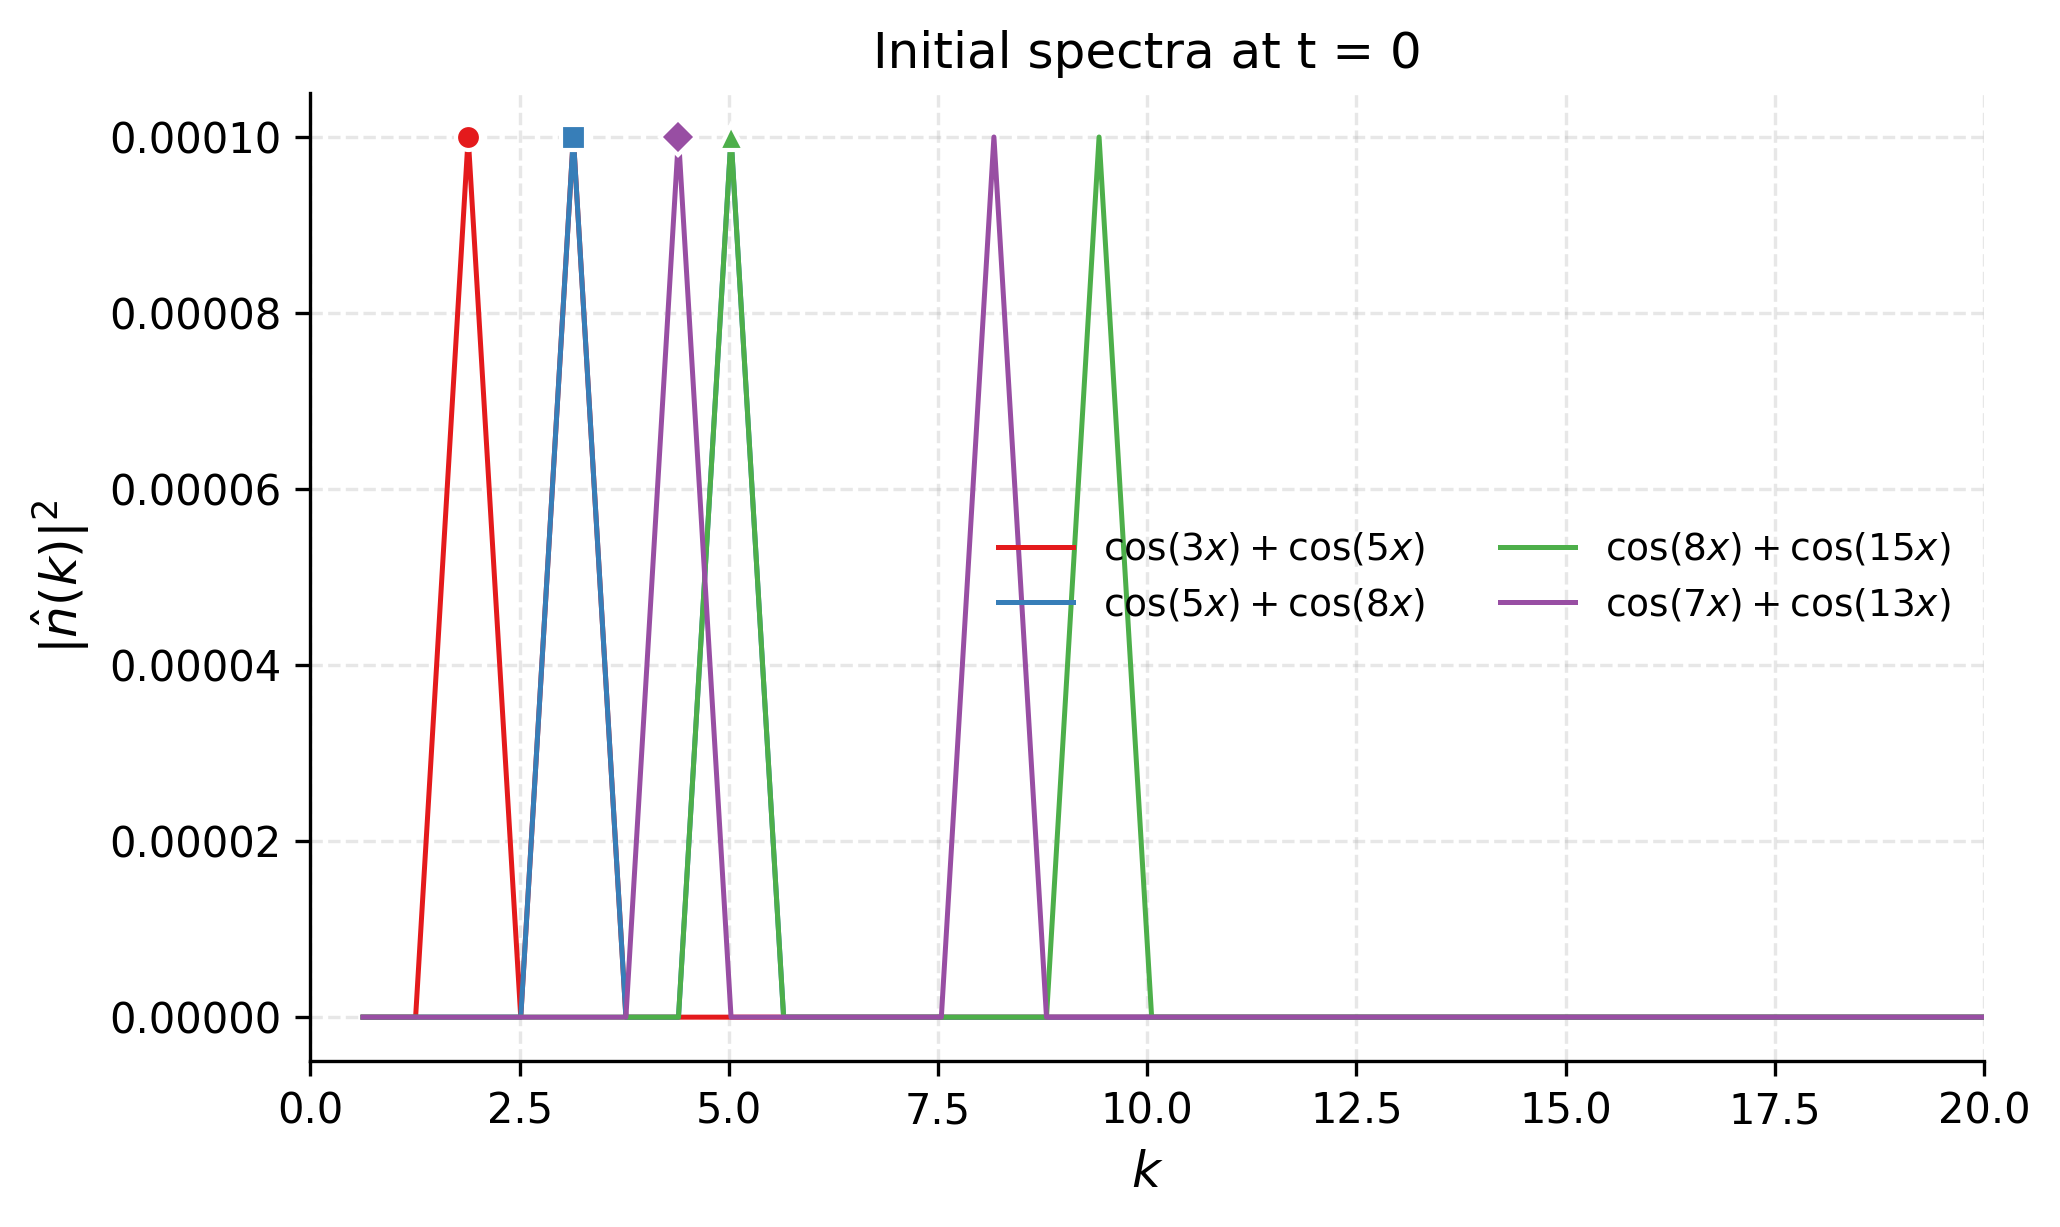 Initial spectra at t = 0
|n̂(k)|²
0.00010
0.00008
0.00006
0.00004
0.00002
0.00000
cos(3x) + cos(5x)
cos(5x) + cos(8x)
cos(8x) + cos(15x)
cos(7x) + cos(13x)
0.0 2.5 5.0 7.5 10.0 12.5 15.0 17.5 20.0
k